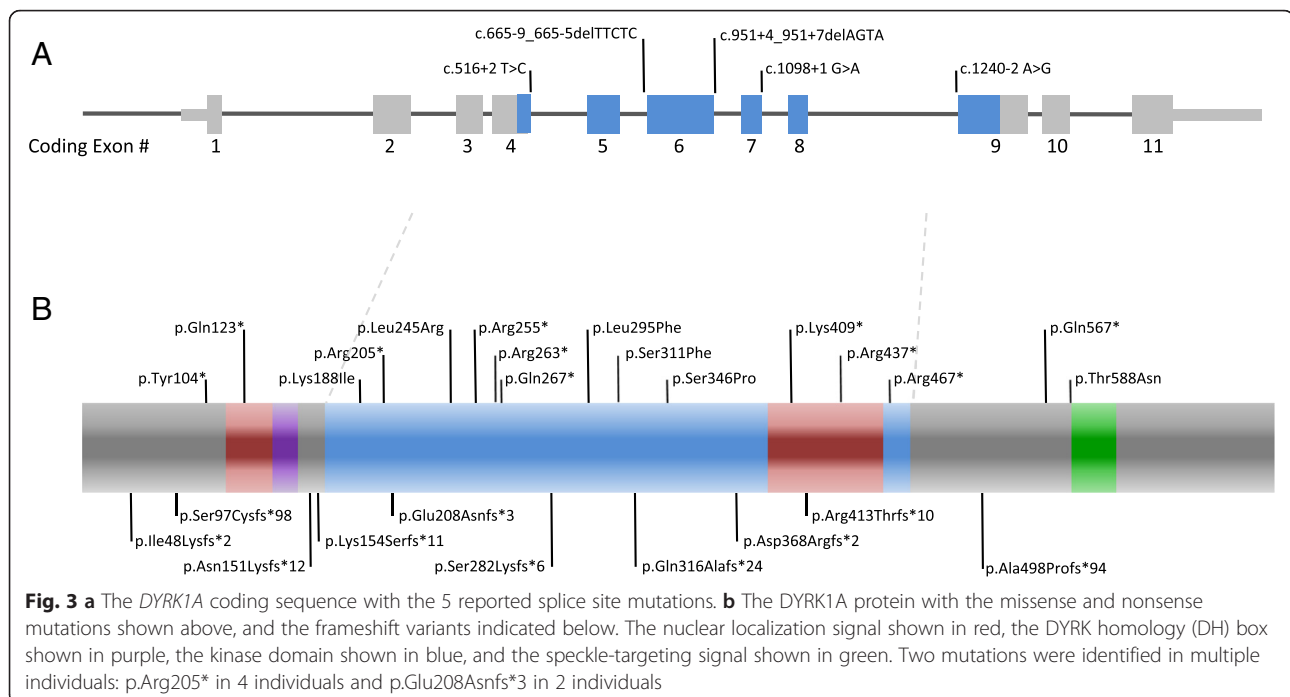 A
c.665-9_665-5delTTCTC
c.951+4_951+7delAGTA
c.516+2 T>C
c.1098+1 G>A
c.1240-2 A>G
Coding Exon #
1
2
3
4
5
6
7
8
9
10
11
B
p.Gln123*
p.Leu245Arg
p.Arg255*
p.Leu295Phe
p.Lys409*
p.Gln567*
p.Arg205*
p.Arg263*
p.Ser311Phe
p.Arg437*
p.Tyr104*
p.Lys188Ile
p.Gln267*
p.Ser346Pro
p.Arg467*
p.Thr588Asn
p.Ser97Cysfs*98
p.Glu208Asnfs*3
p.Arg413Thrfs*10
p.Ile48Lysfs*2
p.Lys154Serfs*11
p.Asp368Argfs*2
p.Asn151Lysfs*12
p.Ser282Lysfs*6
p.Gln316Alafs*24
p.Ala498Profs*94
Fig. 3 a The DYRK1A coding sequence with the 5 reported splice site mutations. b The DYRK1A protein with the missense and nonsense
mutations shown above, and the frameshift variants indicated below. The nuclear localization signal shown in red, the DYRK homology (DH) box
shown in purple, the kinase domain shown in blue, and the speckle-targeting signal shown in green. Two mutations were identified in multiple
individuals: p.Arg205* in 4 individuals and p.Glu208Asnfs*3 in 2 individuals